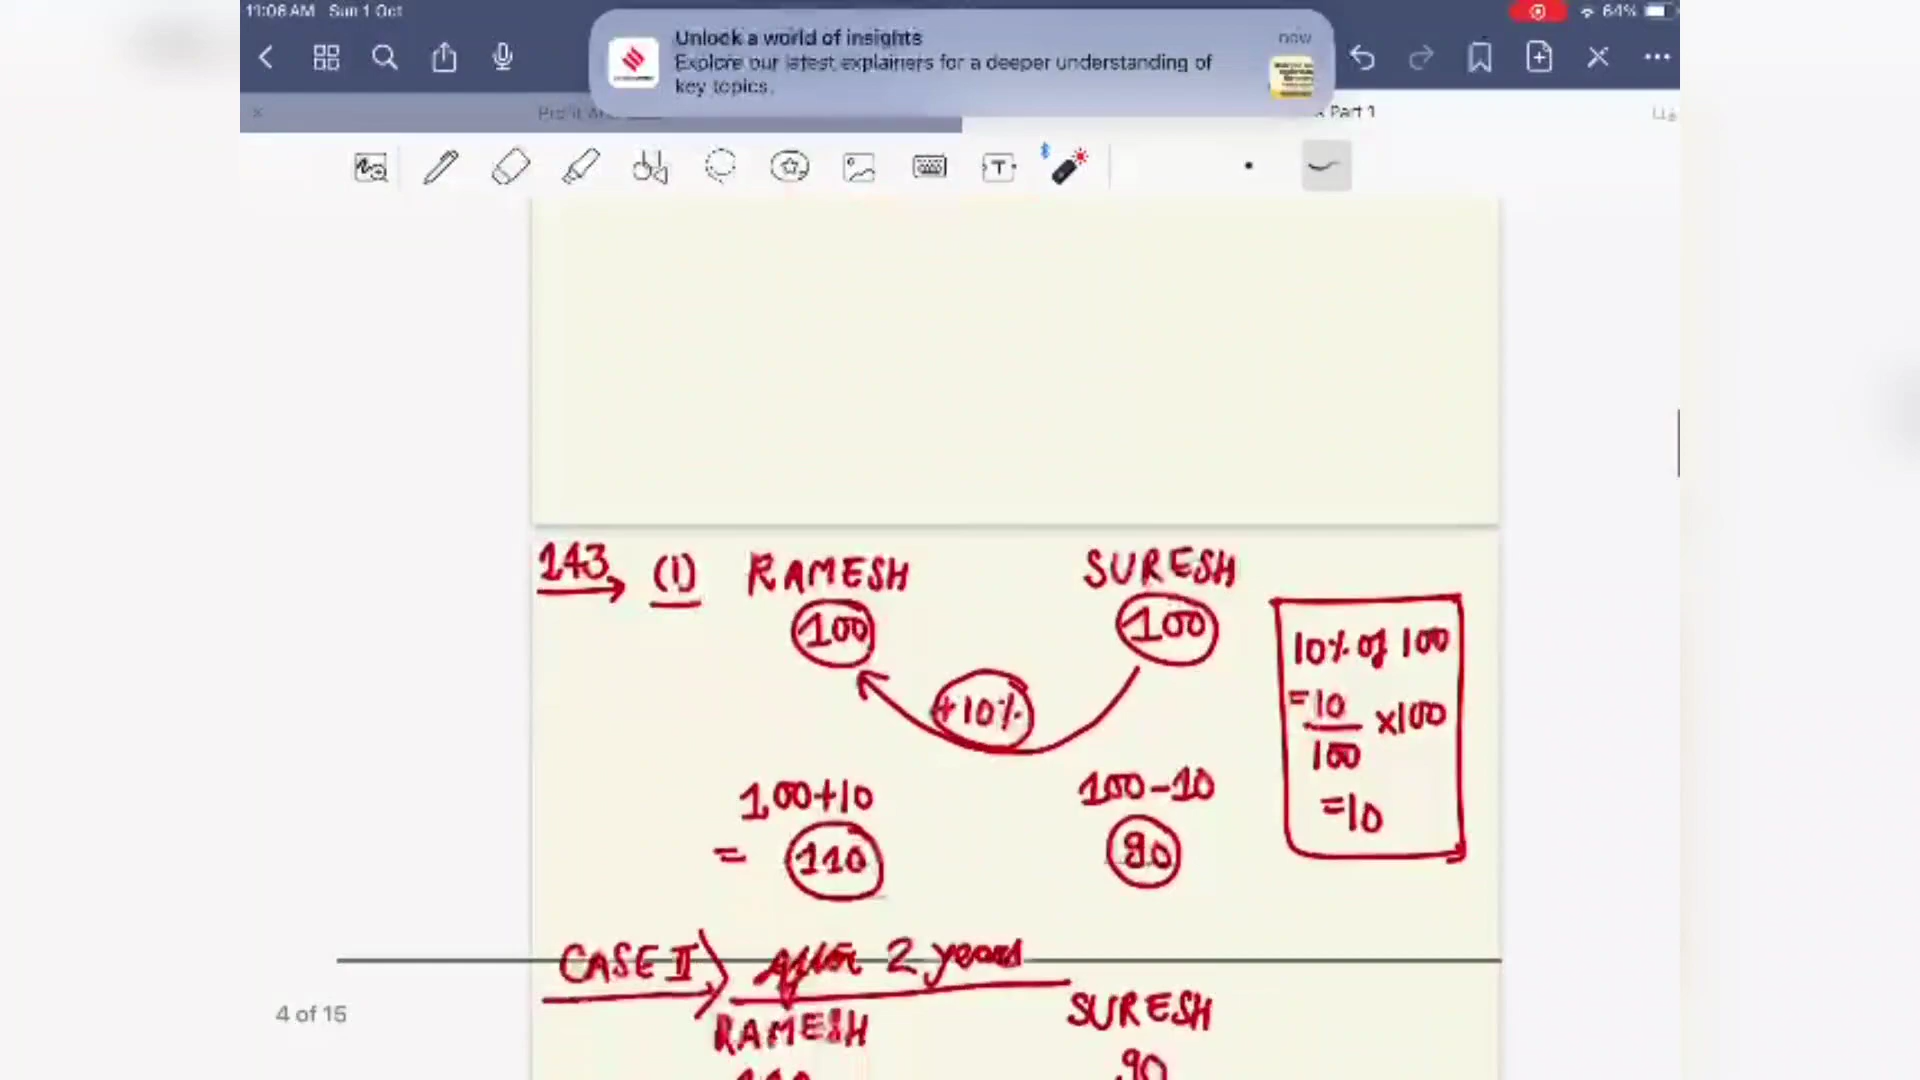 11:06 AM Sun 1 Oct
64%
Unlock a world of insights
now
Explore our latest explainers for a deeper understanding of
key topics.
Part 1
T
143 (1) RAMESH SURESH
100 100
+10%
10% of 100
= 10/100 ×100
=10
100+10 100-10
= 110 90
CASE II After 2 years
RAMESH SURESH
110 90
4 of 15